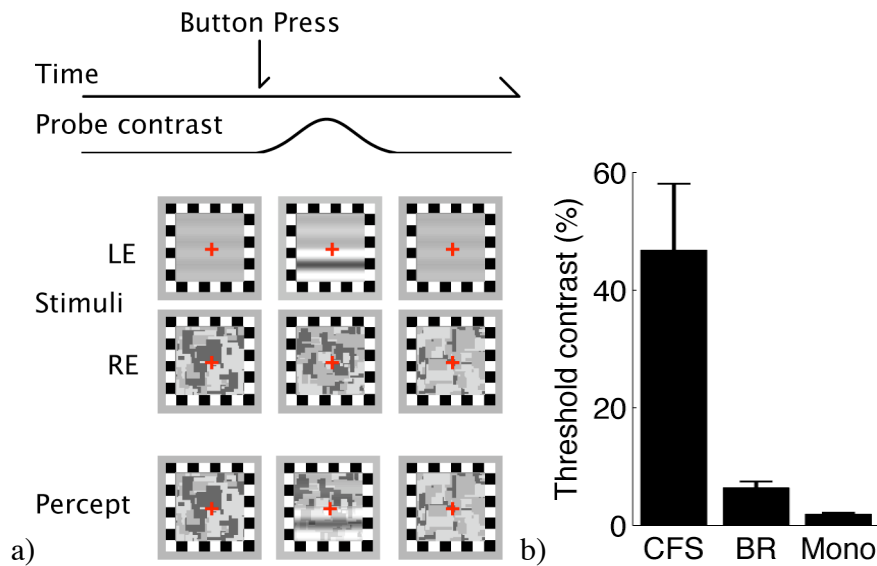 Button Press
Time
Probe contrast
LE
Stimuli
RE
Percept
a)
Threshold contrast (%)
60
40
20
0
CFS BR Mono
b)